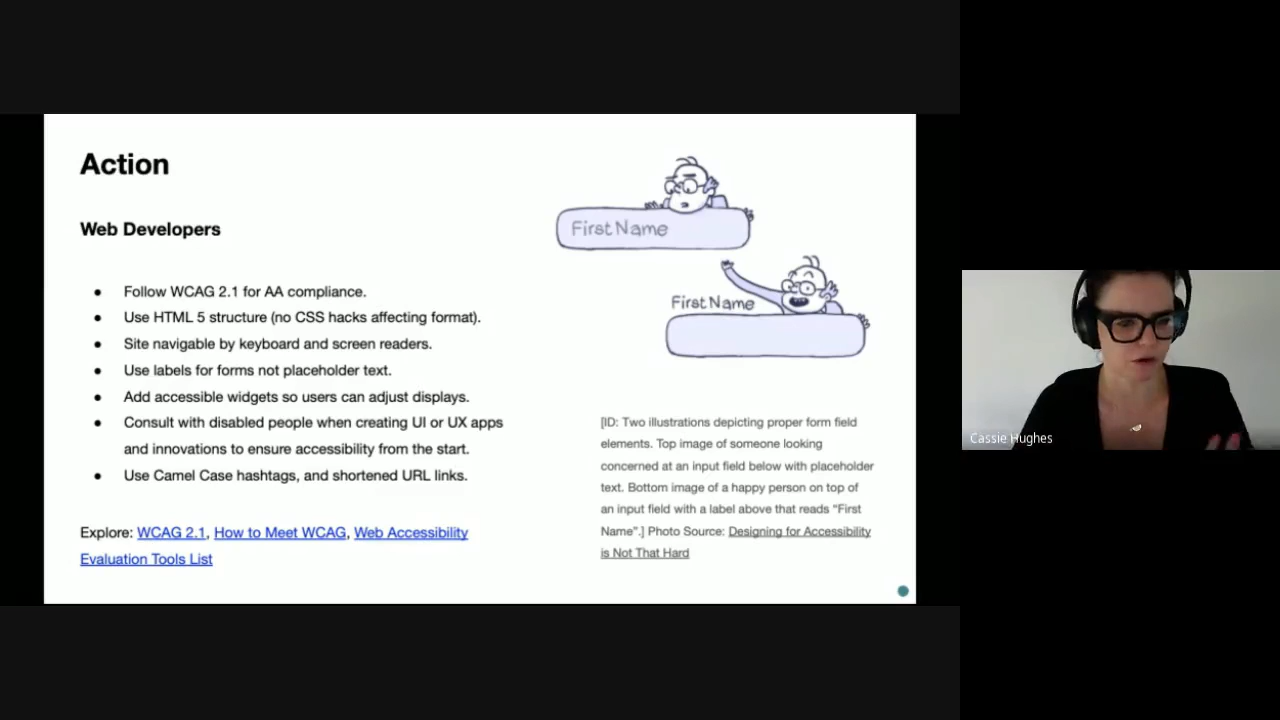 Action
Web Developers
● Follow WCAG 2.1 for AA compliance.
● Use HTML 5 structure (no CSS hacks affecting format).
● Site navigable by keyboard and screen readers.
● Use labels for forms not placeholder text.
● Add accessible widgets so users can adjust displays.
● Consult with disabled people when creating UI or UX apps
and innovations to ensure accessibility from the start.
● Use Camel Case hashtags, and shortened URL links.
Explore: WCAG 2.1, How to Meet WCAG, Web Accessibility
Evaluation Tools List
First Name
First Name
[ID: Two illustrations depicting proper form field
elements. Top image of someone looking
concerned at an input field below with placeholder
text. Bottom image of a happy person on top of
an input field with a label above that reads “First
Name”.] Photo Source: Designing for Accessibility
is Not That Hard
Cassie Hughes